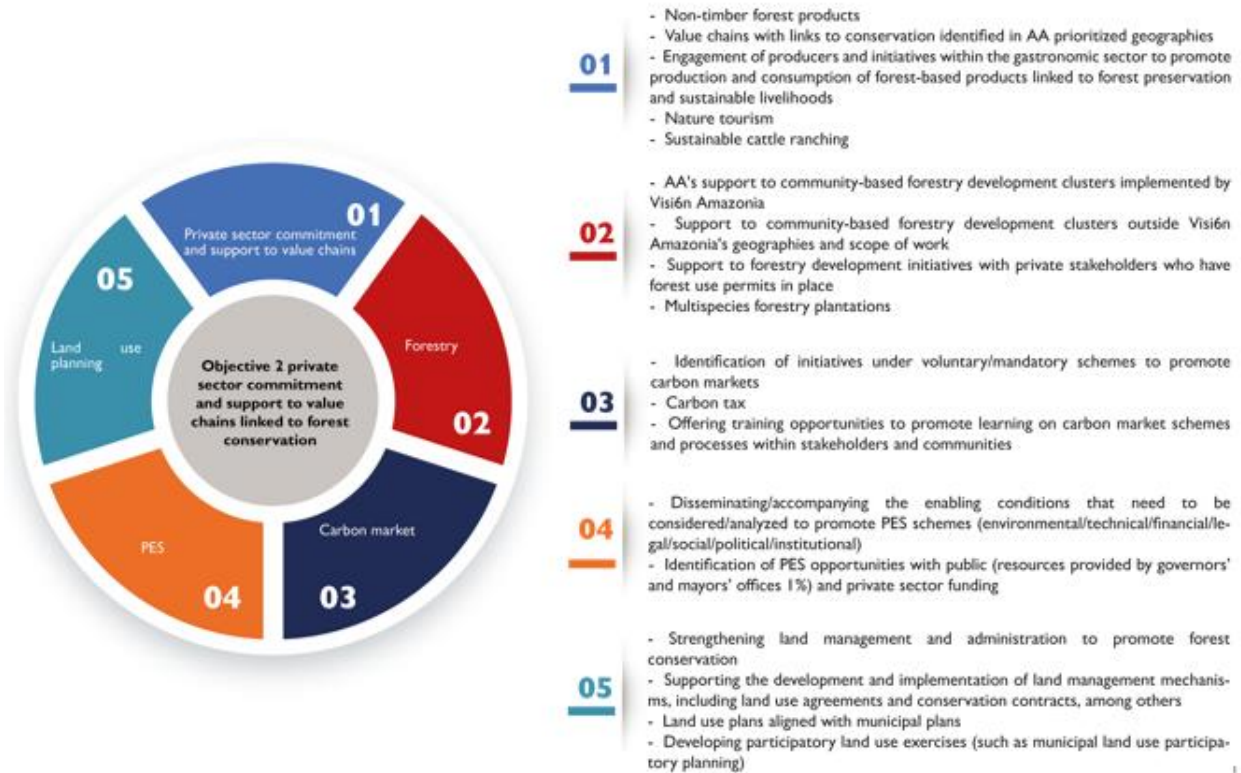 01
Private sector commitment
and support to value chains
05
Land use
planning
Forestry
02
Objective 2 private
sector commitment
and support to value
chains linked to forest
conservation
Carbon market
03
PES
04
01
- Non-timber forest products
- Value chains with links to conservation identified in AA prioritized geographies
- Engagement of producers and initiatives within the gastronomic sector to promote
production and consumption of forest-based products linked to forest preservation
and sustainable livelihoods
- Nature tourism
- Sustainable cattle ranching
02
- AA's support to community-based forestry development clusters implemented by
Visi6n Amazonia
- Support to community-based forestry development clusters outside Visi6n
Amazonia's geographies and scope of work
- Support to forestry development initiatives with private stakeholders who have
forest use permits in place
- Multispecies forestry plantations
03
- Identification of initiatives under voluntary/mandatory schemes to promote
carbon markets
- Carbon tax
- Offering training opportunities to promote learning on carbon market schemes
and processes within stakeholders and communities
04
- Disseminating/accompanying the enabling conditions that need to be
considered/analyzed to promote PES schemes (environmental/technical/financial/le-
gal/social/political/institutional)
- Identification of PES opportunities with public (resources provided by governors'
and mayors' offices 1%) and private sector funding
05
- Strengthening land management and administration to promote forest
conservation
- Supporting the development and implementation of land management mechanis-
ms, including land use agreements and conservation contracts, among others
- Land use plans aligned with municipal plans
- Developing participatory land use exercises (such as municipal land use participa-
tory planning)